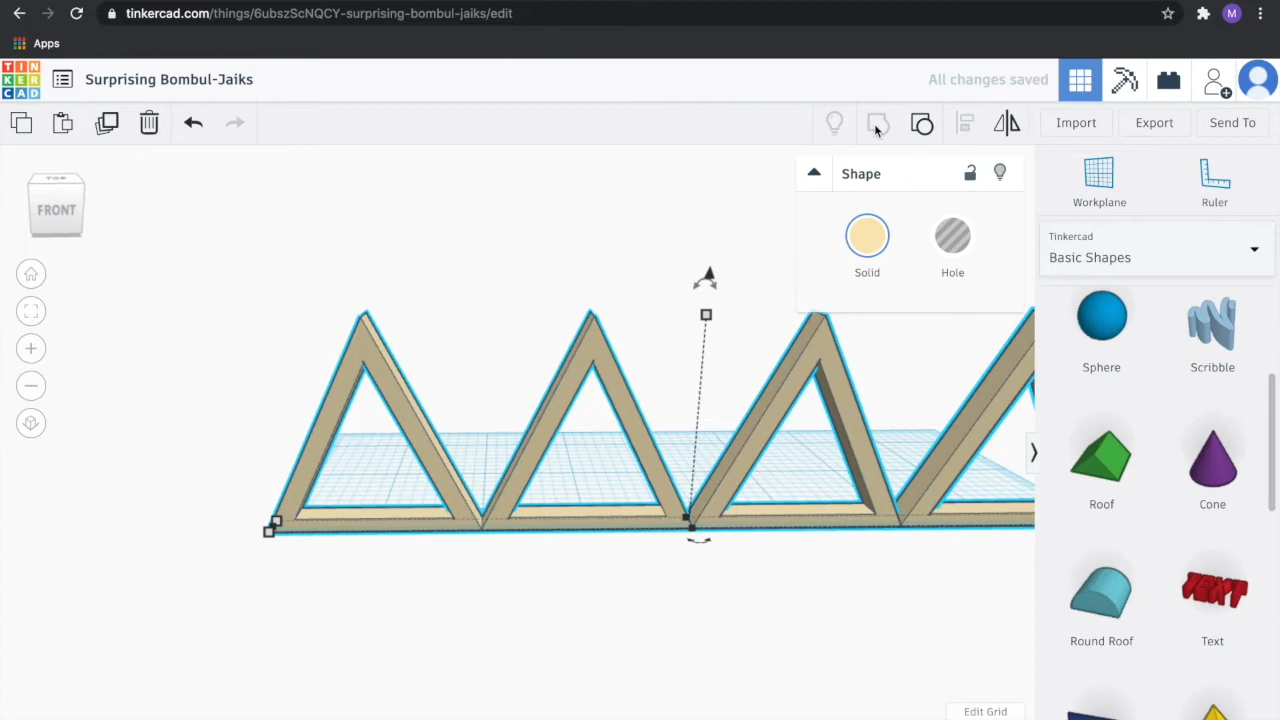 tinkercad.com/things/6ubszScNQCY-surprising-bombul-jaiks/edit
M
Apps
TIN
KER
CAD
Surprising Bombul-Jaiks
All changes saved
Import
Export
Send To
TOP
FRONT
Shape
Solid
Hole
Workplane
Ruler
Tinkercad
Basic Shapes
Sphere
Scribble
Roof
Cone
TEXT
Round Roof
Text
Edit Grid